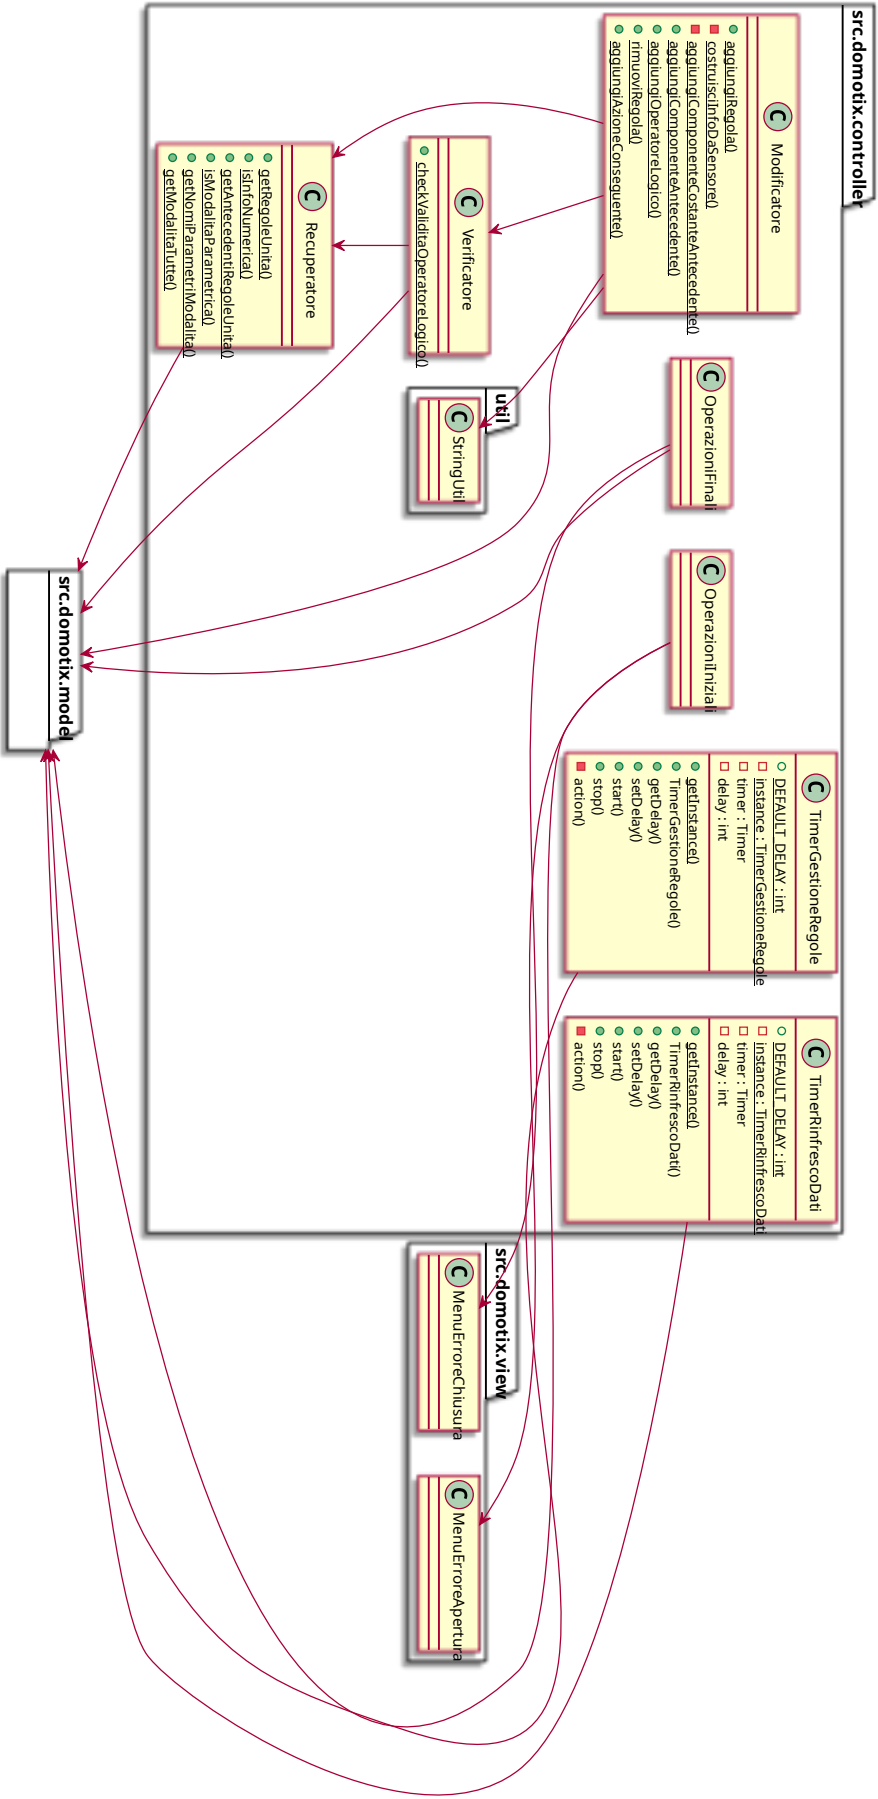 src.domotix.controller
C Modificatore
aggiungiRegola()
costruisciInfoDaSensore()
aggiungiComponenteCostanteAntecedente()
aggiungiComponenteAntecedente()
aggiungiOperatoreLogico()
rimuoviRegola()
aggiungiAzioneConseguente()
C OperazioniFinali
C OperazioniIniziali
C TimerGestioneRegole
DEFAULT_DELAY : int
instance : TimerGestioneRegole
timer : Timer
delay : int
getInstance()
TimerGestioneRegole()
getDelay()
setDelay()
start()
stop()
action()
C TimerRinfrescoDati
DEFAULT_DELAY : int
instance : TimerRinfrescoDati
timer : Timer
delay : int
getInstance()
TimerRinfrescoDati()
getDelay()
setDelay()
start()
stop()
action()
C Verificatore
checkValiditaOperatoreLogico()
util
C StringUtil
src.domotix.view
C MenuErroreChiusura
C MenuErroreApertura
C Recuperatore
getRegoleUnita()
isInfoNumerica()
getAntecedentiRegoleUnita()
isModalitaParametrica()
getNomiParametriModalita()
getModalitaTutte()
src.domotix.model